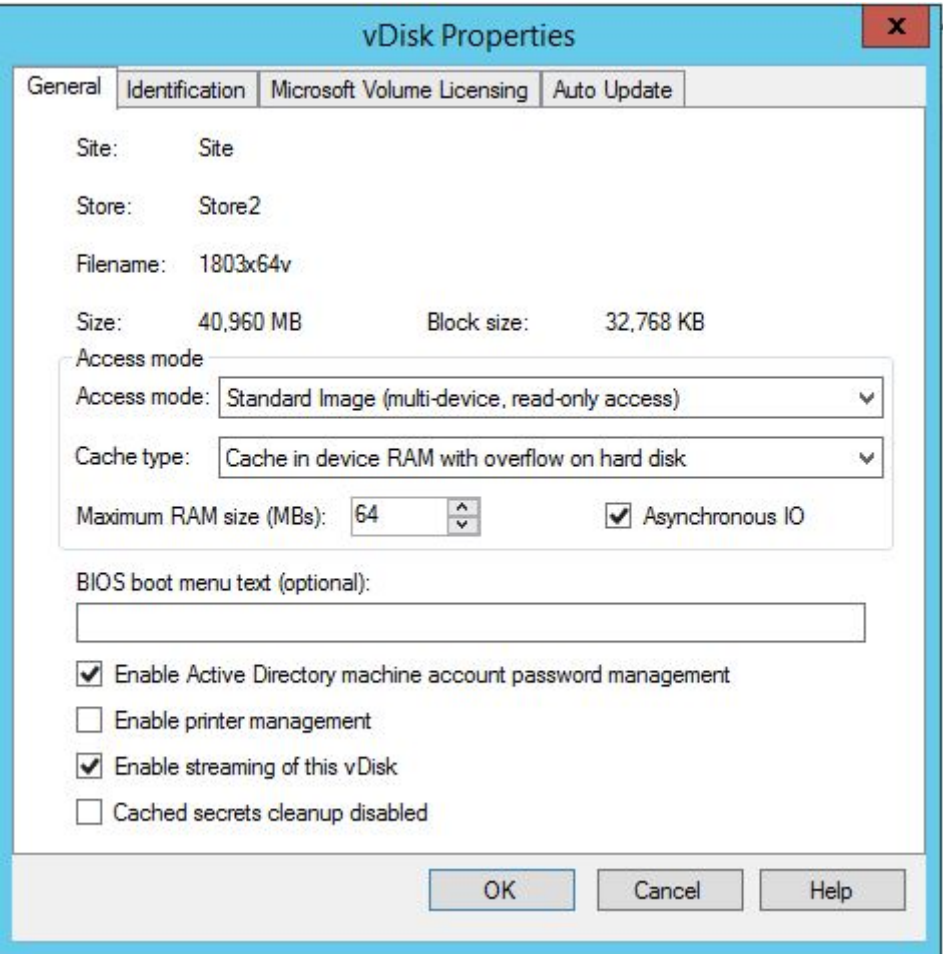 vDisk Properties
x
General Identification Microsoft Volume Licensing Auto Update
Site: Site
Store: Store2
Filename: 1803x64v
Size: 40,960 MB Block size: 32,768 KB
Access mode
Access mode: Standard Image (multi-device, read-only access)
Cache type: Cache in device RAM with overflow on hard disk
Maximum RAM size (MBs): 64 Asynchronous IO
BIOS boot menu text (optional):
Enable Active Directory machine account password management
Enable printer management
Enable streaming of this vDisk
Cached secrets cleanup disabled
OK Cancel Help